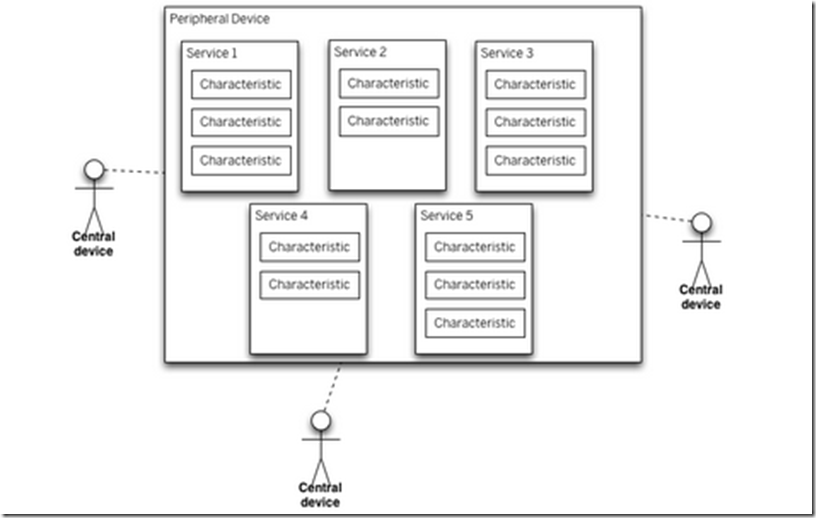 Peripheral Device
Service 1
Characteristic
Characteristic
Characteristic
Service 2
Characteristic
Characteristic
Service 3
Characteristic
Characteristic
Characteristic
Central
device
Service 4
Characteristic
Characteristic
Service 5
Characteristic
Characteristic
Characteristic
Central
device
Central
device